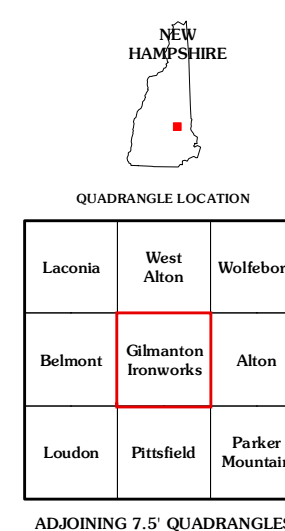 NEW
HAMPSHIRE
QUADRANGLE LOCATION
Laconia
West
Alton
Wolfebor
Belmont
Gilmanton
Ironworks
Alton
Loudon
Pittsfield
Parker
Mountain
ADJOINING 7.5' QUADRANGLES